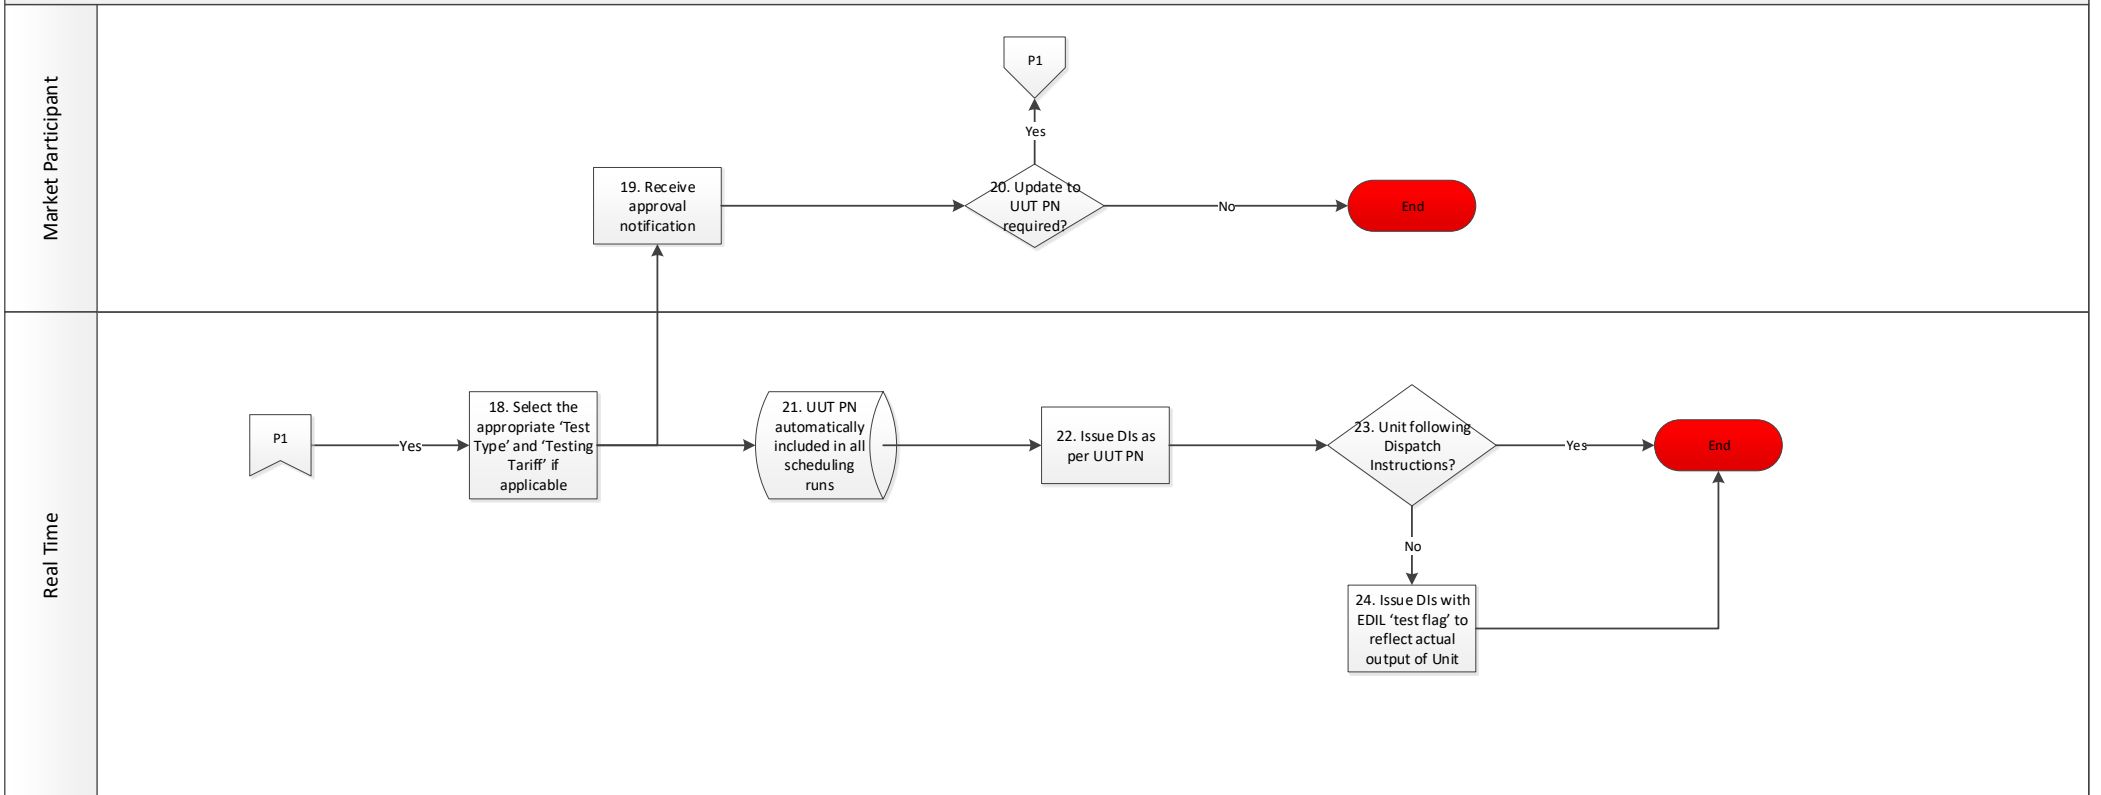 Market Participant
P1
Yes
19. Receive
approval
notification
20. Update to
UUT PN
required?
No
End
Real Time
P1
Yes
18. Select the
appropriate ‘Test
Type’ and ‘Testing
Tariff’ if
applicable
21. UUT PN
automatically
included in all
scheduling
runs
22. Issue DIs as
per UUT PN
23. Unit following
Dispatch
Instructions?
Yes
End
No
24. Issue DIs with
EDIL ‘test flag’ to
reflect actual
output of Unit